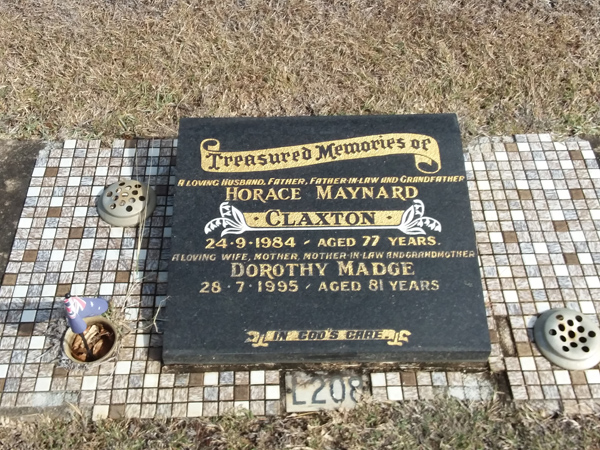 Treasured Memories of
A LOVING HUSBAND, FATHER, FATHER-IN-LAW AND GRANDFATHER
HORACE MAYNARD
CLAXTON
24·9·1984 - AGED 77 YEARS.
A LOVING WIFE, MOTHER, MOTHER-IN-LAW AND GRANDMOTHER
DOROTHY MADGE
28·7·1995 - AGED 81 YEARS
IN GOD'S CARE
L208